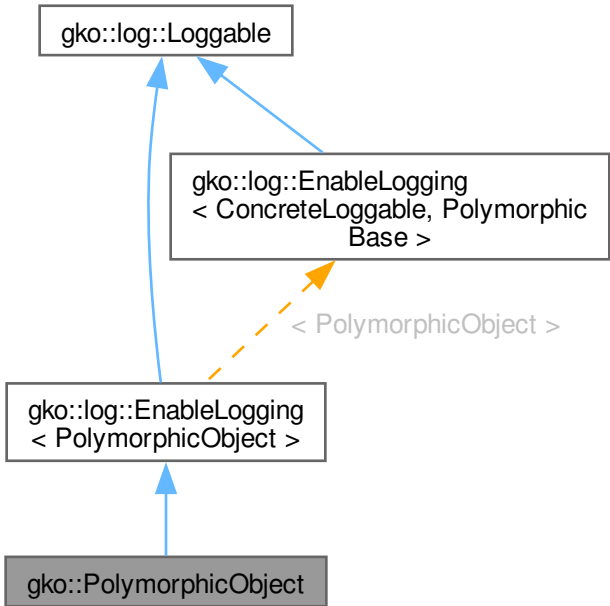 gko::log::Loggable
gko::log::EnableLogging
< ConcreteLoggable, Polymorphic
Base >
< PolymorphicObject >
gko::log::EnableLogging
< PolymorphicObject >
gko::PolymorphicObject